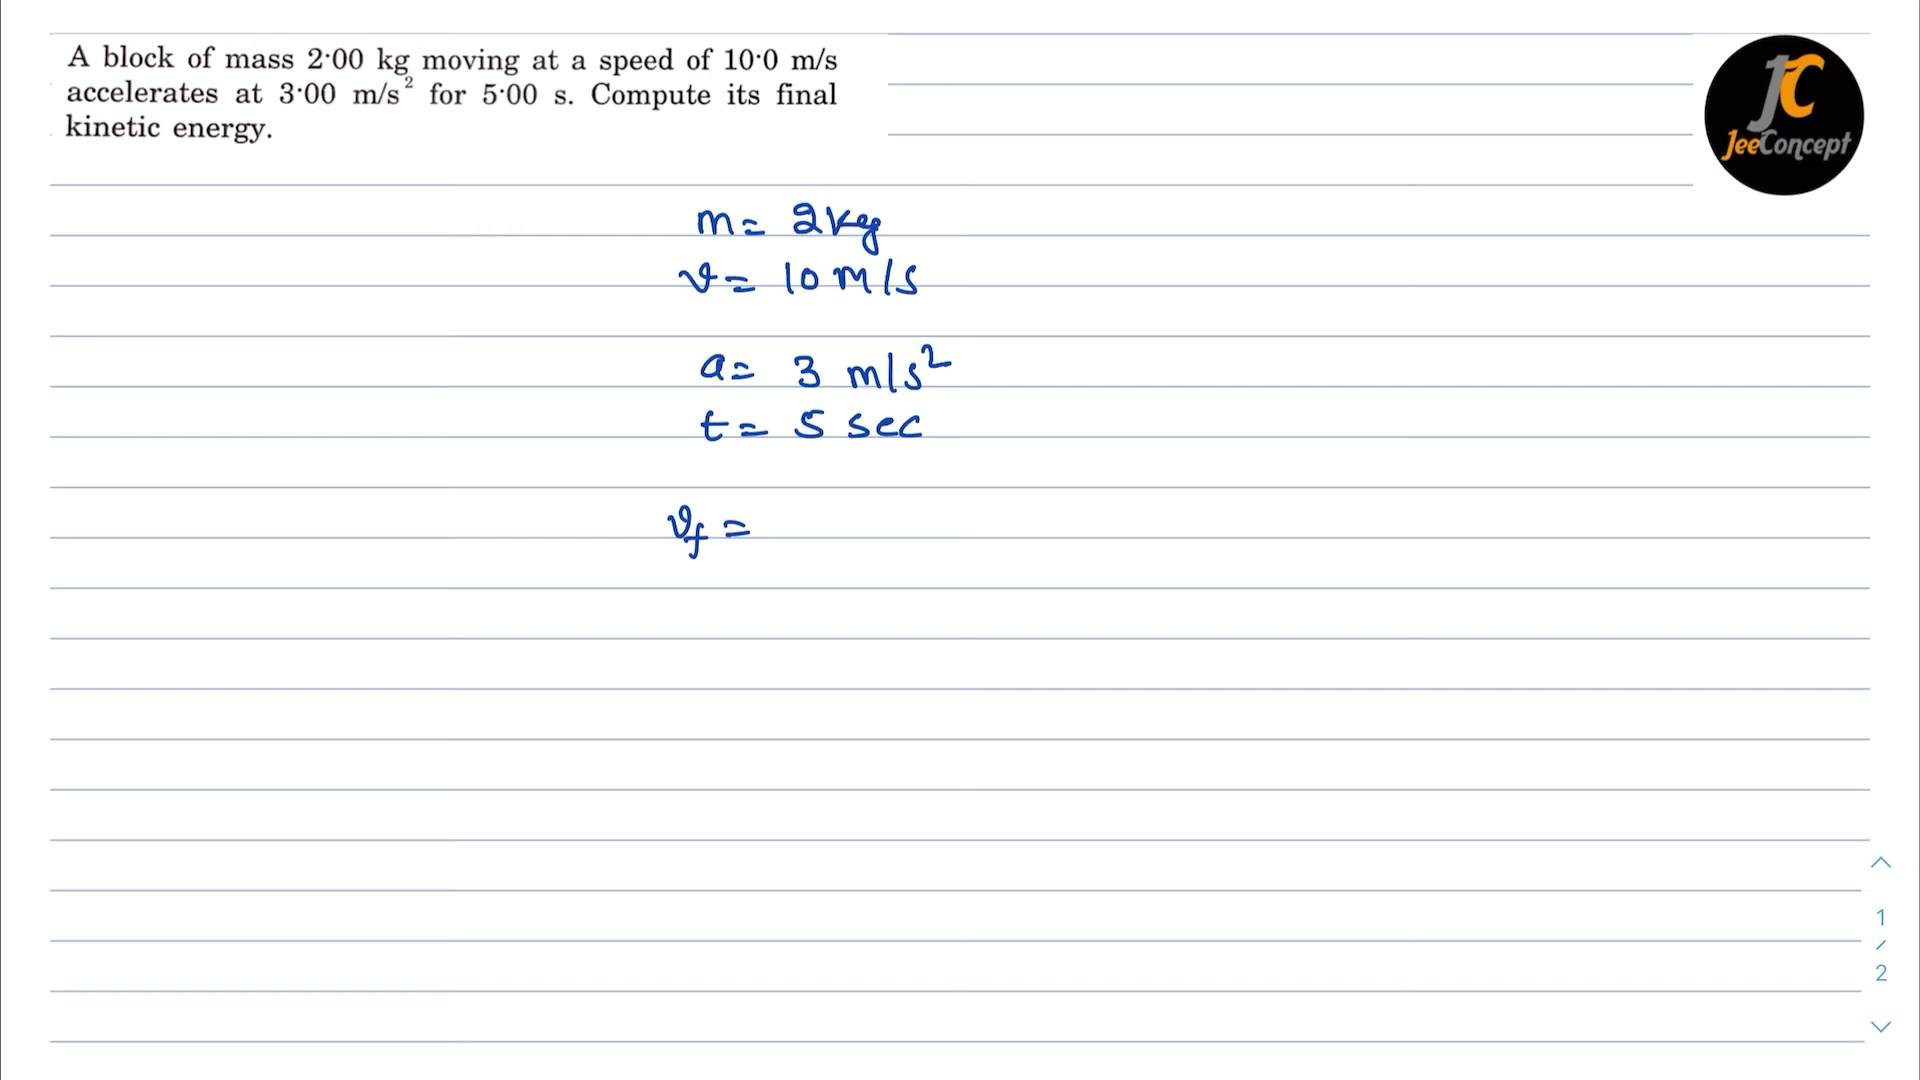 A block of mass 2·00 kg moving at a speed of 10·0 m/s
accelerates at 3·00 m/s² for 5·00 s. Compute its final
kinetic energy.
JC
JeeConcept
m= 2kg
v= 10 m/s
a= 3 m/s²
t= 5 sec
v_f =
1
/
2